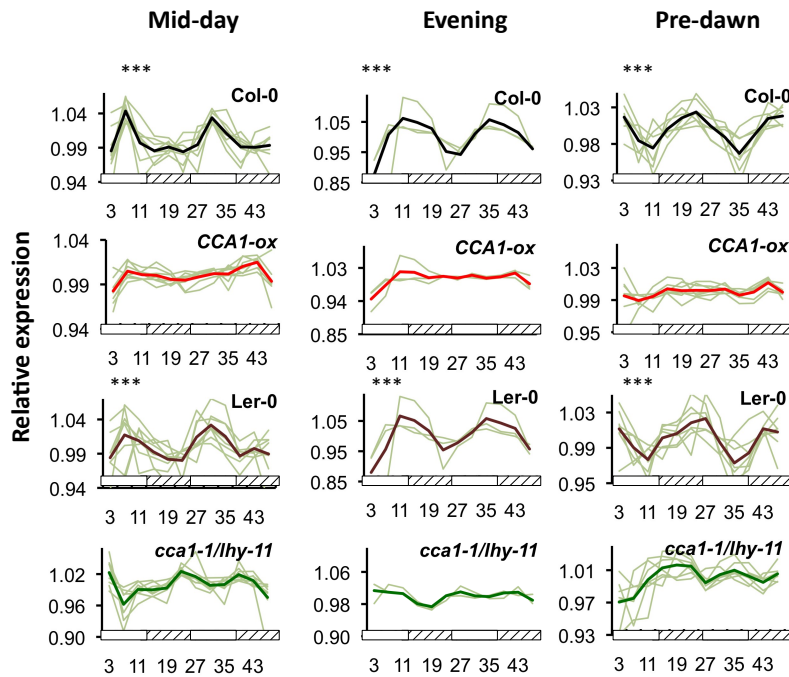 Mid-day Evening Pre-dawn
*** *** ***
Col-0 Col-0 Col-0
1.04 1.05 1.03
0.99 0.95 0.98
0.94 0.85 0.93
3 11 19 27 35 43 3 11 19 27 35 43 3 11 19 27 35 43
CCA1-ox CCA1-ox CCA1-ox
1.04 1.03 1.03
0.99 0.94 0.99
0.94 0.85 0.95
3 11 19 27 35 43 3 11 19 27 35 43 3 11 19 27 35 43
Relative expression
*** *** ***
Ler-0 Ler-0 Ler-0
1.04 1.05 1.03
0.99 0.95 0.99
0.94 0.85 0.95
3 11 19 27 35 43 3 11 19 27 35 43 3 11 19 27 35 43
cca1-1/lhy-11 cca1-1/lhy-11 cca1-1/lhy-11
1.02 1.06 1.01
0.96 0.98 0.97
0.90 0.90 0.93
3 11 19 27 35 43 3 11 19 27 35 43 3 11 19 27 35 43